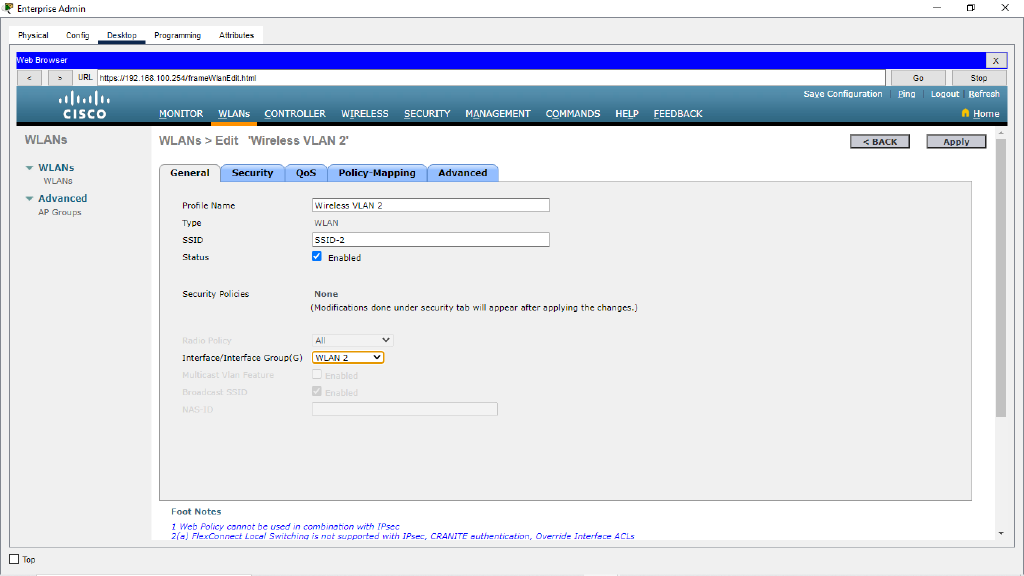 Enterprise Admin
Physical Config Desktop Programming Attributes
Web Browser X
< > URL https://192.168.100.254/frameWlanEdit.html Go Stop
Save Configuration Ping Logout Refresh
CISCO MONITOR WLANs CONTROLLER WIRELESS SECURITY MANAGEMENT COMMANDS HELP FEEDBACK Home
WLANs
WLANs > Edit 'Wireless VLAN 2' < BACK Apply
WLANs
WLANs
Advanced
AP Groups
General Security QoS Policy-Mapping Advanced
Profile Name Wireless VLAN 2
Type WLAN
SSID SSID-2
Status Enabled
Security Policies None
(Modifications done under security tab will appear after applying the changes.)
Radio Policy All
Interface/Interface Group(G) WLAN 2
Multicast Vlan Feature Enabled
Broadcast SSID Enabled
NAS-ID
Foot Notes
1 Web Policy cannot be used in combination with IPsec
2(a) FlexConnect Local Switching is not supported with IPsec, CRANITE authentication, Override Interface ACLs
Top